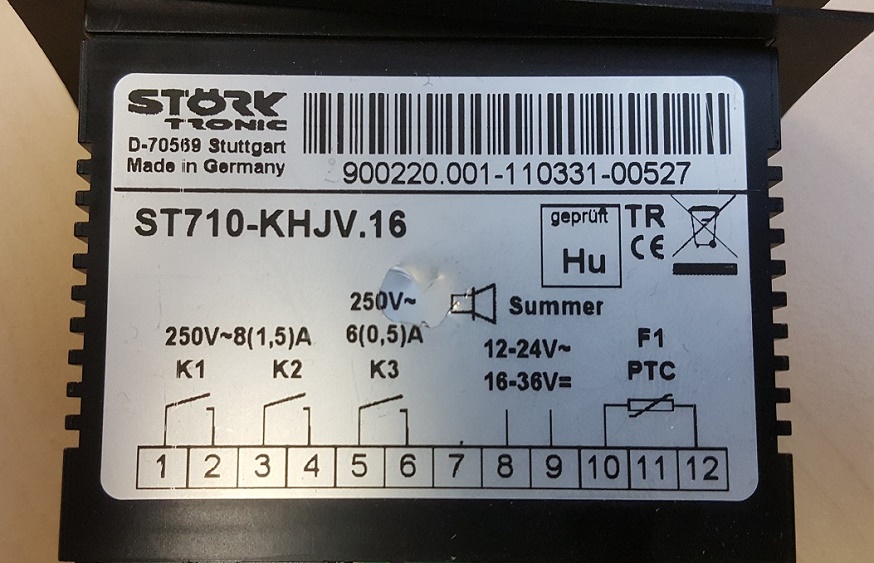 STÖRK
TRONIC
D-70569 Stuttgart
Made in Germany
900220.001-110331-00527
ST710-KHJV.16
geprüft
Hu
TR
CE
250V~
Summer
250V~8(1,5)A
6(0,5)A
12-24V~
F1
K1
K2
K3
16-36V=
PTC
1 2 3 4 5 6 7 8 9 10 11 12